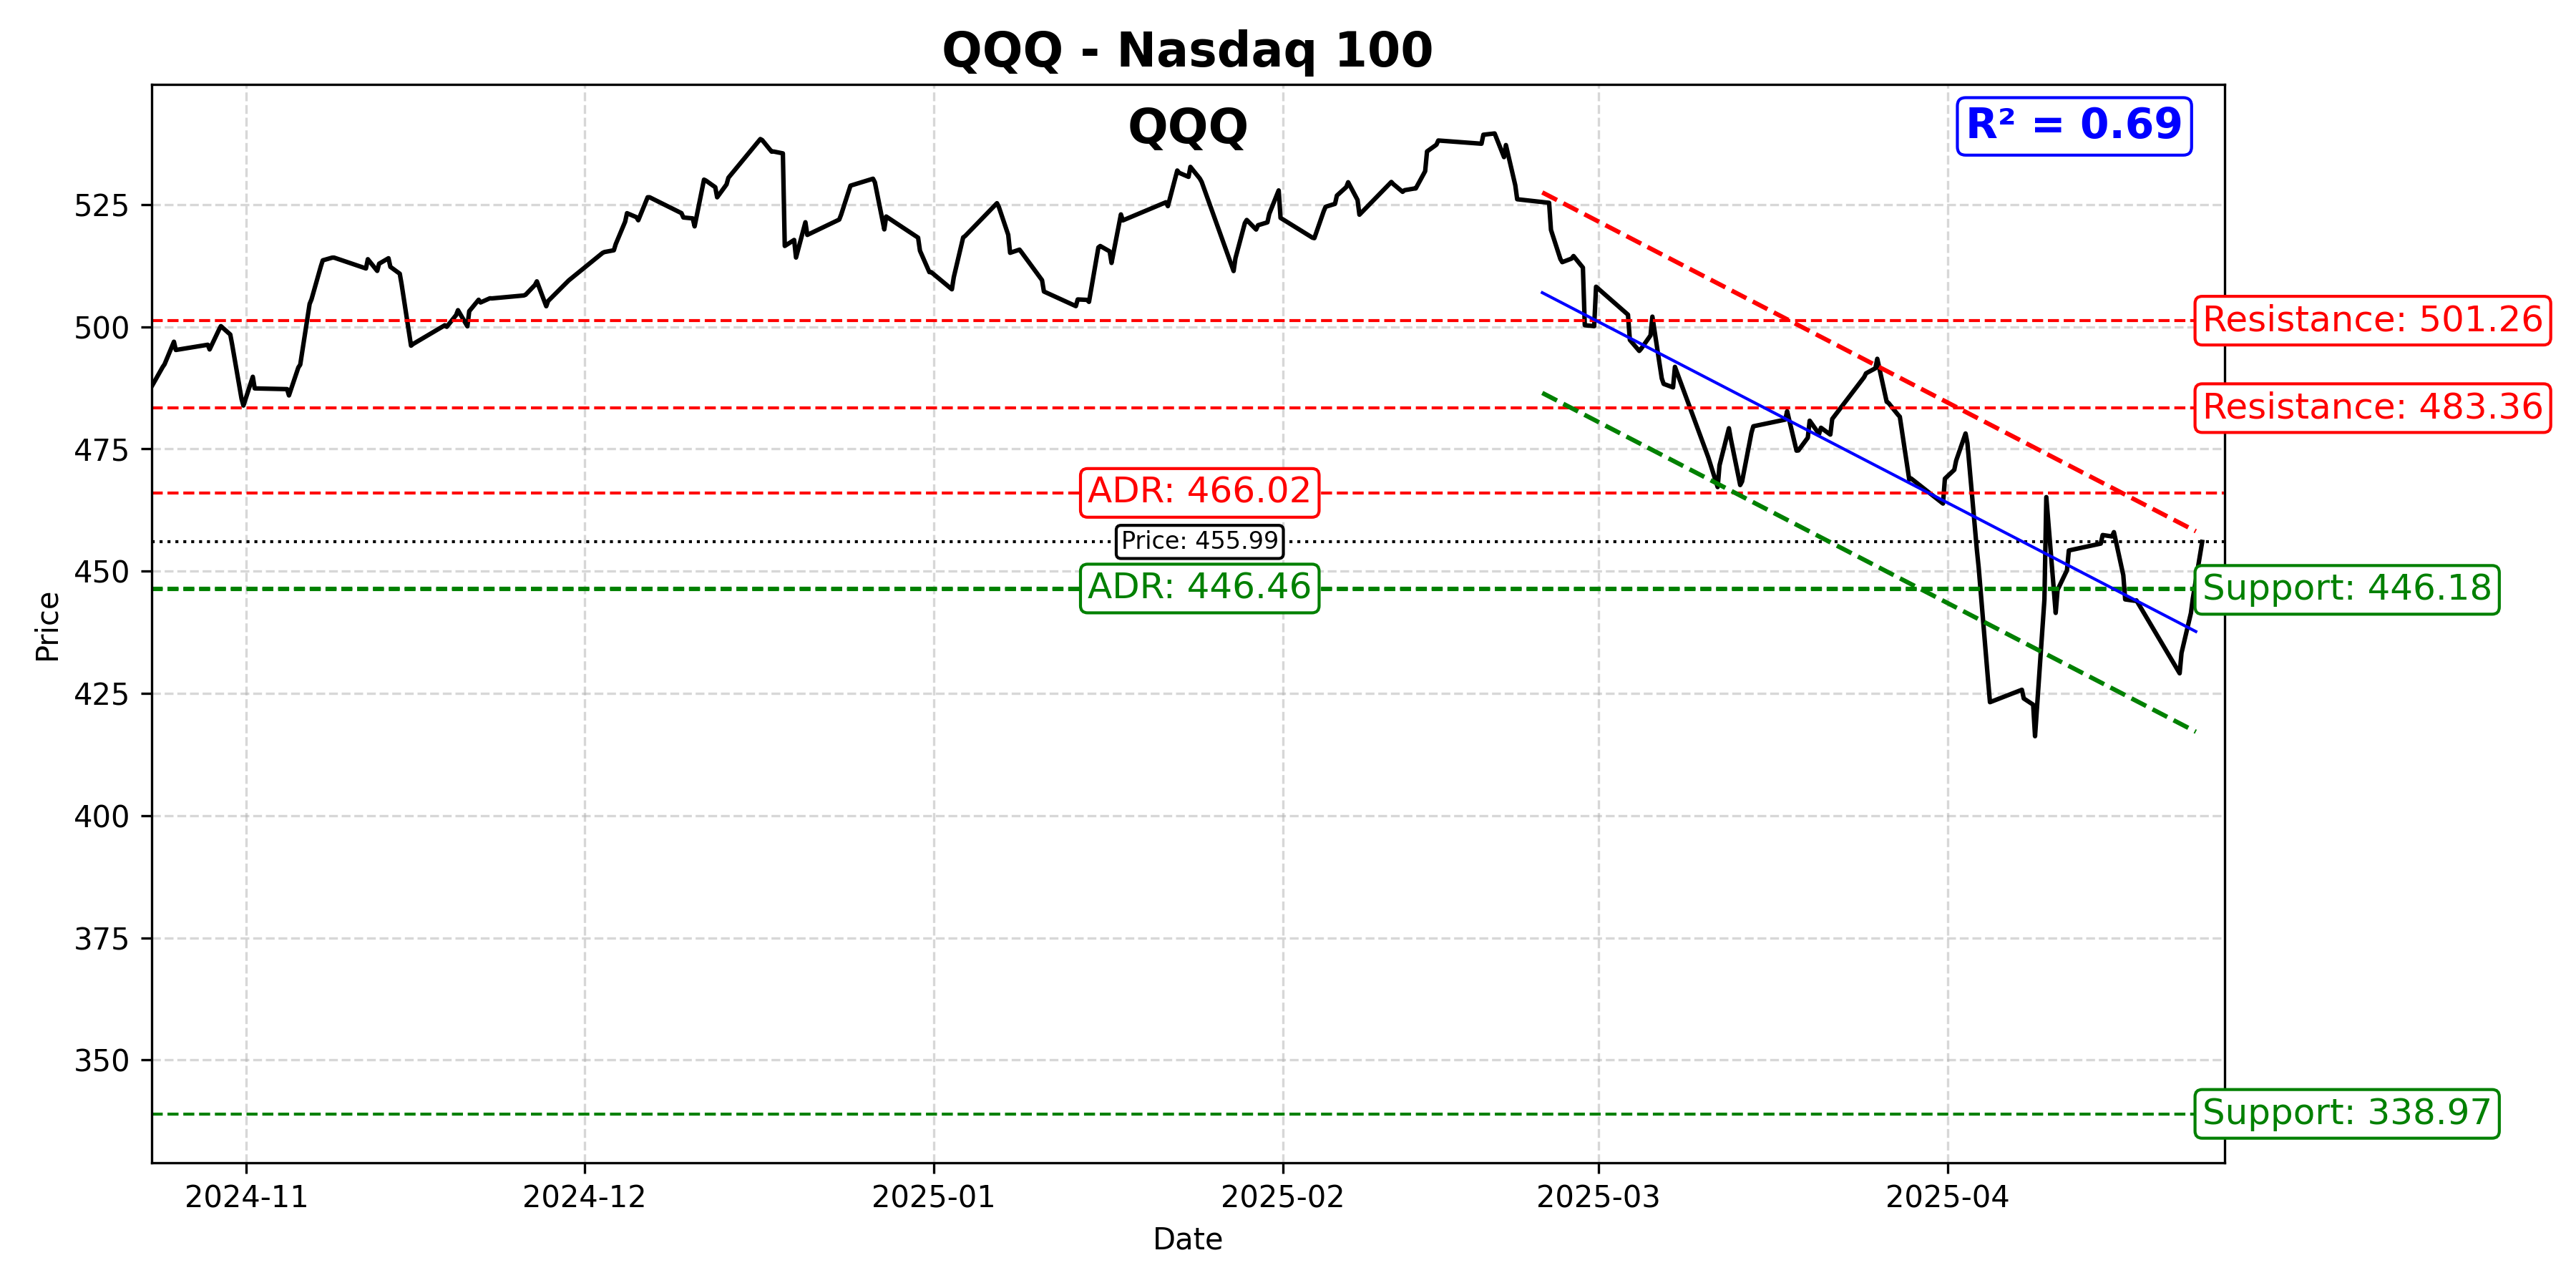 QQQ - Nasdaq 100
QQQ
R² = 0.69
525
500
475
450
425
400
375
350
Price
Resistance: 501.26
Resistance: 483.36
ADR: 466.02
Price: 455.99
ADR: 446.46
Support: 446.18
Support: 338.97
2024-11
2024-12
2025-01
2025-02
2025-03
2025-04
Date